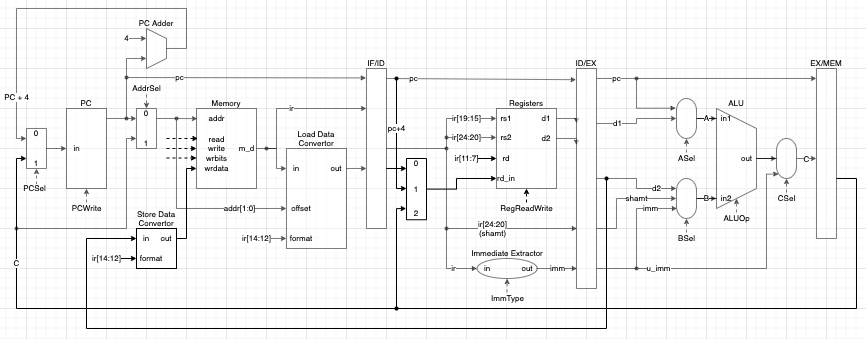 PC Adder
4
IF/ID
ID/EX
EX/MEM
pc
pc
pc
AddrSel
PC + 4
PC
Memory
Registers
ALU
ir
0
1
in
0
1
addr
read
write
wrbits
wrdata
m_d
Load Data
Convertor
in
out
offset
format
pc+4
0
1
2
ir[19:15]
ir[24:20]
ir[11:7]
rs1
rs2
rd
rd_in
d1
d2
d1
A
in1
out
in2
C
ASel
CSel
PCSel
PCWrite
RegReadWrite
d2
shamt
imm
B
BSel
ALUOp
Store Data
Convertor
addr[1:0]
in
out
format
ir[14:12]
ir[14:12]
ir[24:20]
(shamt)
Immediate Extractor
ir
in
out
imm
u_imm
ImmType
C